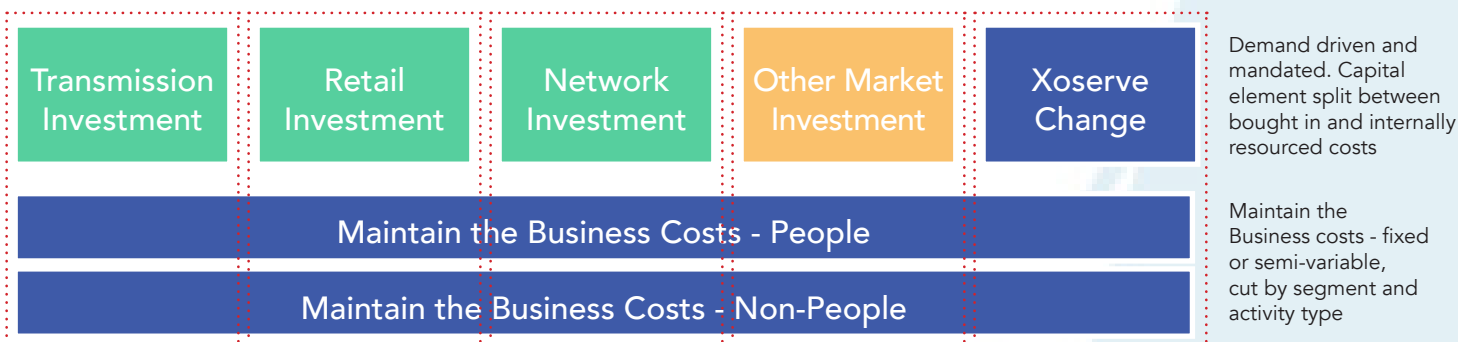 Transmission
Investment
Retail
Investment
Network
Investment
Other Market
Investment
Xoserve
Change
Demand driven and
mandated. Capital
element split between
bought in and internally
resourced costs
Maintain the Business Costs - People
Maintain the Business Costs - Non-People
Maintain the
Business costs - fixed
or semi-variable,
cut by segment and
activity type